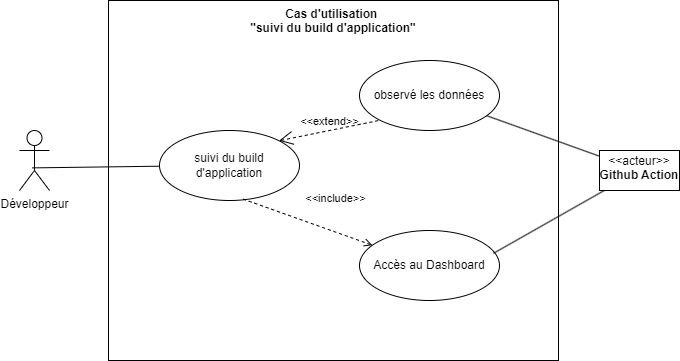 Cas d'utilisation
"suivi du build d'application"
observé les données
<<extend>>
suivi du build
d'application
<<acteur>>
Github Action
Développeur
<<include>>
Accès au Dashboard